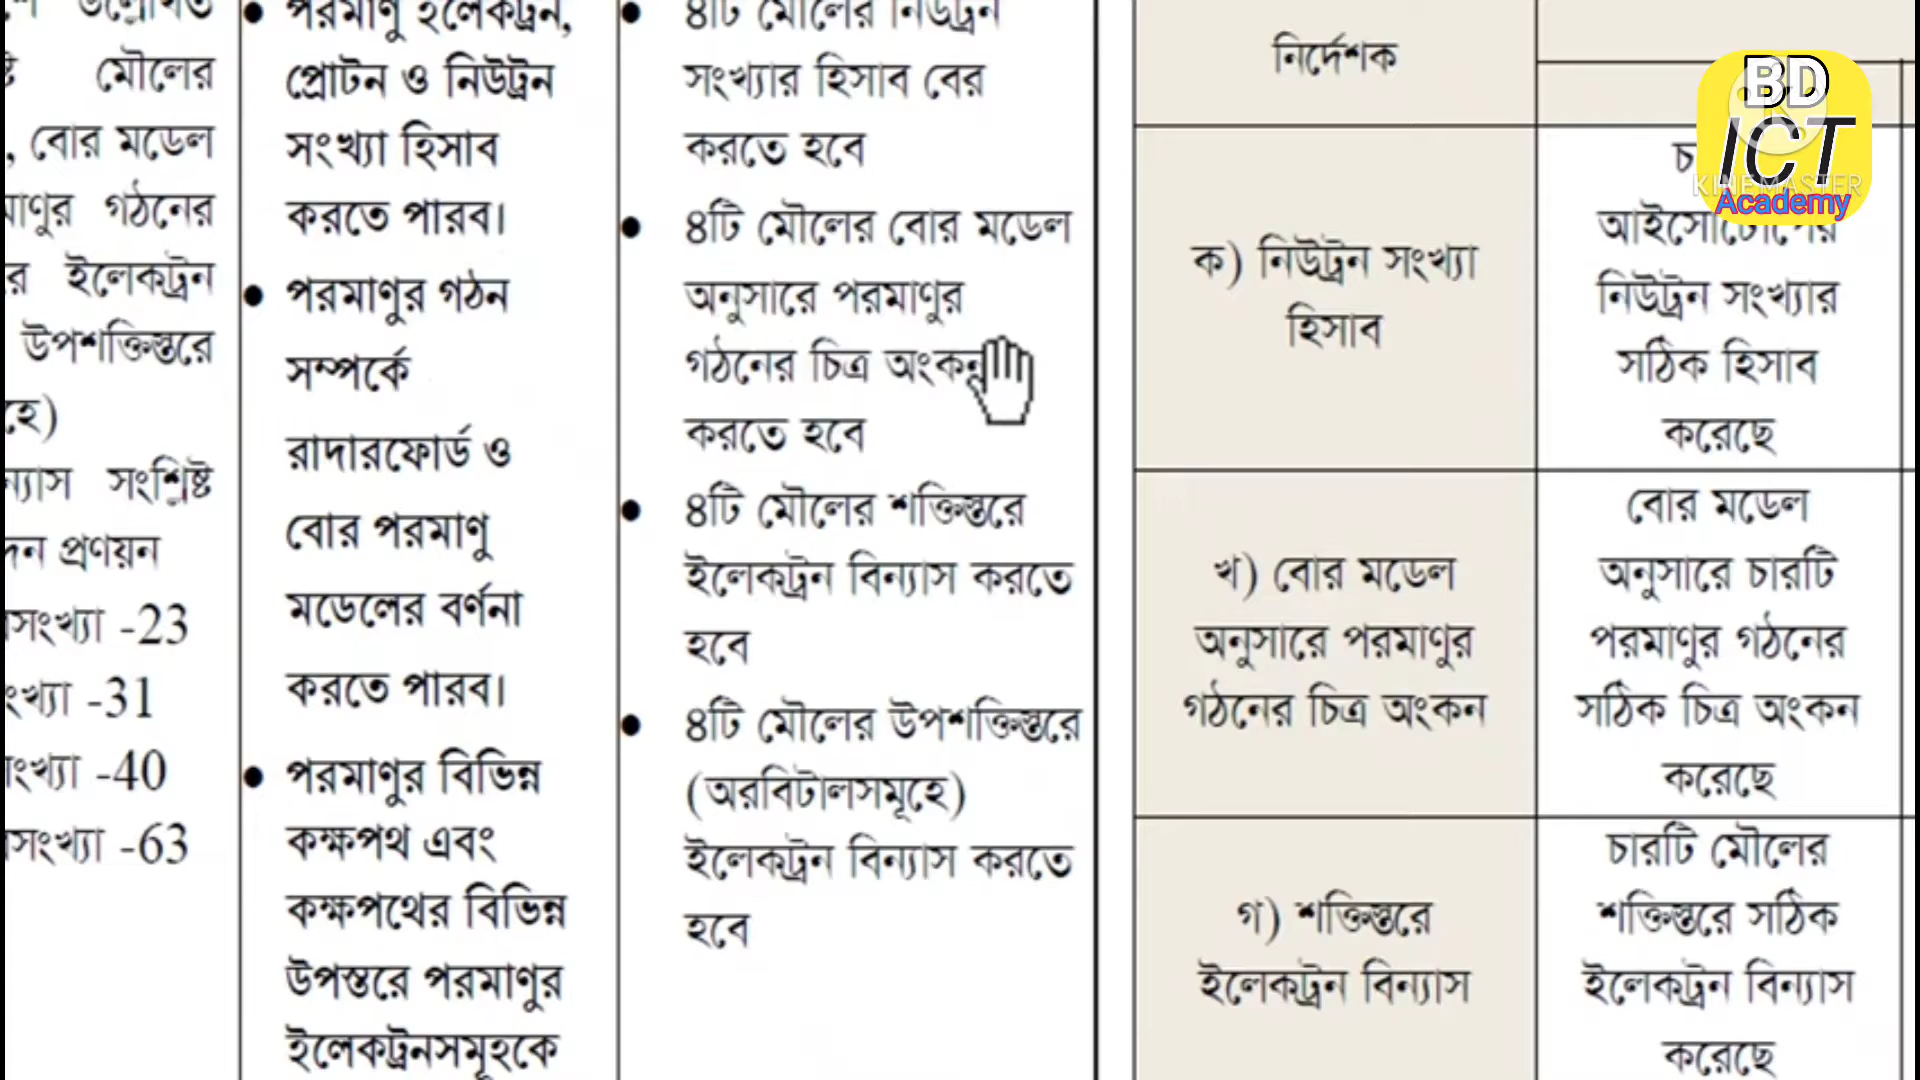 মৌলের
, বোর মডেল
গঠনের
র ইলেকট্রন
উপশক্তিস্তরে
হে)
ন্যাস সংশ্লিষ্ট
প্রণয়ন
সংখ্যা -23
ংখ্যা -31
ংখ্যা -40
সংখ্যা -63
● পরমাণু ইলেকট্রন,
প্রোটন ও নিউট্রন
সংখ্যা হিসাব
করতে পারব।
● পরমাণুর গঠন
সম্পর্কে
রাদারফোর্ড ও
বোর পরমাণু
মডেলের বর্ণনা
করতে পারব।
● পরমাণুর বিভিন্ন
কক্ষপথ এবং
কক্ষপথের বিভিন্ন
উপস্তরে পরমাণুর
ইলেকট্রনসমূহকে
● ৪টি মৌলের নিউট্রন
সংখ্যার হিসাব বের
করতে হবে
● ৪টি মৌলের বোর মডেল
অনুসারে পরমাণুর
গঠনের চিত্র অংকন
করতে হবে
● ৪টি মৌলের শক্তিস্তরে
ইলেকট্রন বিন্যাস করতে
হবে
● ৪টি মৌলের উপশক্তিস্তরে
(অরবিটালসমূহে)
ইলেকট্রন বিন্যাস করতে
হবে
নির্দেশক
ক) নিউট্রন সংখ্যা
হিসাব
আইসোটোপের
নিউট্রন সংখ্যার
সঠিক হিসাব
করেছে
খ) বোর মডেল
অনুসারে পরমাণুর
গঠনের চিত্র অংকন
বোর মডেল
অনুসারে চারটি
পরমাণুর গঠনের
সঠিক চিত্র অংকন
করেছে
গ) শক্তিস্তরে
ইলেকট্রন বিন্যাস
চারটি মৌলের
শক্তিস্তরে সঠিক
ইলেকট্রন বিন্যাস
করেছে
BD
ICT
KINEMASTER
Academy